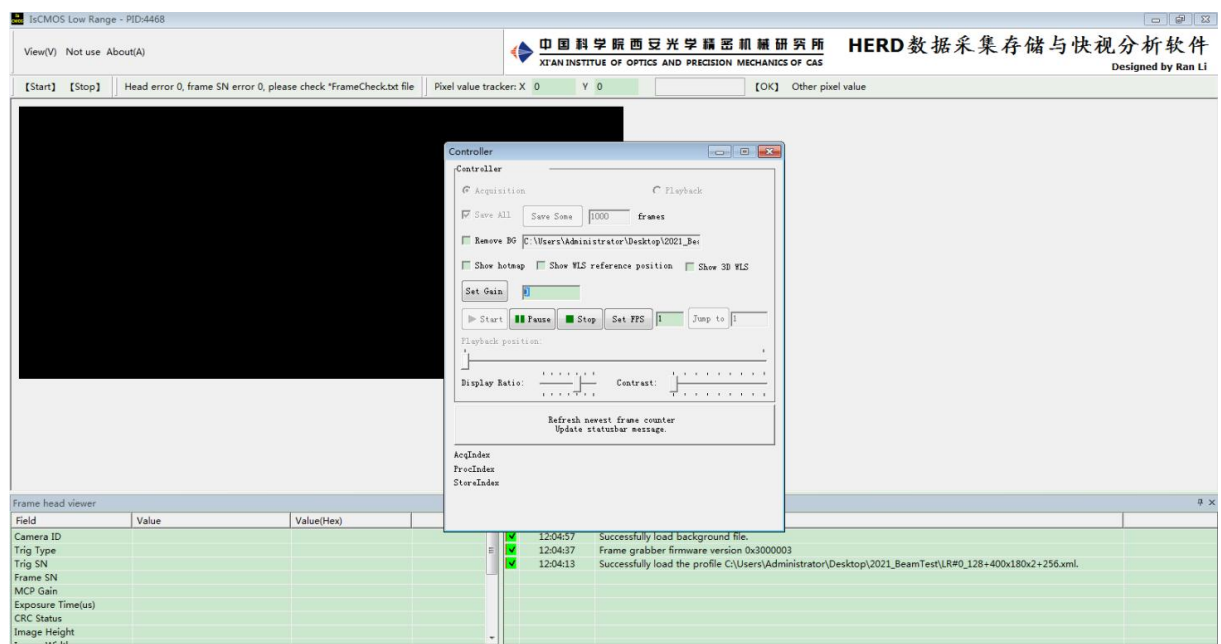 IsCMOS Low Range - PID:4468
View(V) Not use About(A)
中国科学院西安光学精密机械研究所
XI'AN INSTITUE OF OPTICS AND PRECISION MECHANICS OF CAS
HERD数据采集存储与快视分析软件
Designed by Ran Li
【Start】 【Stop】 Head error 0, frame SN error 0, please check *FrameCheck.txt file Pixel value tracker: X 0 Y 0 【OK】 Other pixel value
Controller
Controller
Acquisition Playback
Save All Save Some 1000 frames
Remove BG C:\Users\Administrator\Desktop\2021_Be
Show hotmap Show WLS reference position Show 3D WLS
Set Gain
Start Pause Stop Set FPS 1 Jump to 1
Playback position:
Display Ratio: Contrast:
Refresh newest frame counter
Update statusbar message.
AcqIndex
ProcIndex
StoreIndex
Frame head viewer
Field Value Value(Hex)
Camera ID
Trig Type
Trig SN
Frame SN
MCP Gain
Exposure Time(us)
CRC Status
Image Height
12:04:57 Successfully load background file.
12:04:37 Frame grabber firmware version 0x3000003
12:04:13 Successfully load the profile C:\Users\Administrator\Desktop\2021_BeamTest\LR#0_128+400x180x2+256.xml.